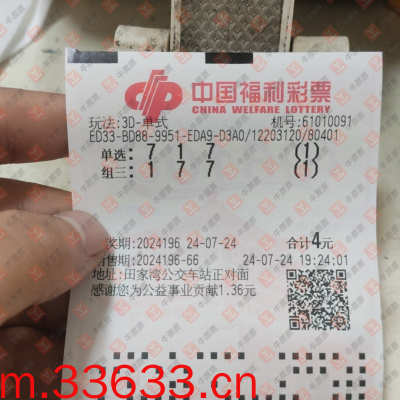 中国福利彩票
CHINA WELFARE LOTTERY
玩法:3D-单式 机号:61010091
ED33-BD88-9951-EDA9-D3A0/12203120/80401
单选: 7 1 7 (1)
组三: 1 7 7 (1)
奖期:2024196 24-07-24 合计4元
售期:2024196-66 24-07-24 19:24:01
地址:田家湾公交车站正对面
感谢您为公益事业贡献1.36元
m.33633.cn